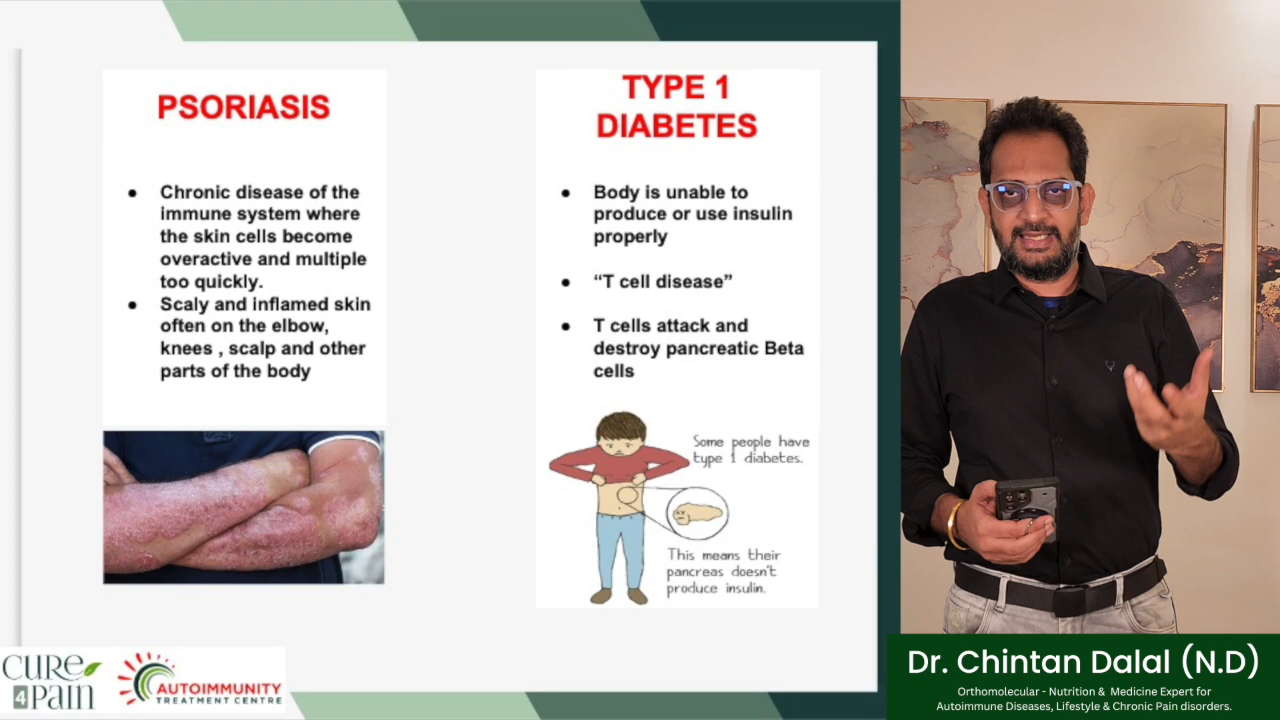 PSORIASIS
● Chronic disease of the
immune system where
the skin cells become
overactive and multiple
too quickly.
● Scaly and inflamed skin
often on the elbow,
knees , scalp and other
parts of the body
TYPE 1
DIABETES
● Body is unable to
produce or use insulin
properly
● “T cell disease”
● T cells attack and
destroy pancreatic Beta
cells
Some people have
type 1 diabetes.
This means their
pancreas doesn't
produce insulin.
CURE
4 PAIN
AUTOIMMUNITY
TREATMENT CENTRE
Dr. Chintan Dalal (N.D)
Orthomolecular - Nutrition & Medicine Expert for
Autoimmune Diseases, Lifestyle & Chronic Pain disorders.